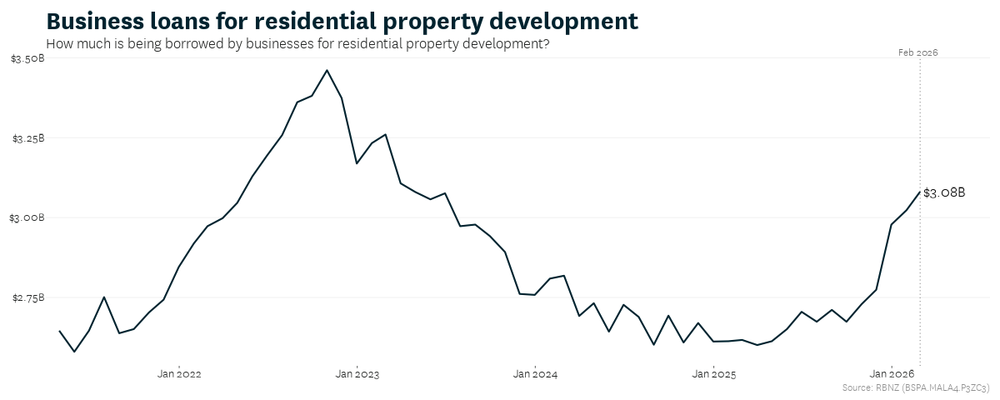 Business loans for residential property development
How much is being borrowed by businesses for residential property development?
Feb 2026
$3.50B
$3.25B
$3.08B
$3.00B
$2.75B
Jan 2022 Jan 2023 Jan 2024 Jan 2025 Jan 2026
Source: RBNZ (BSPA.MALA4.P3ZC3)